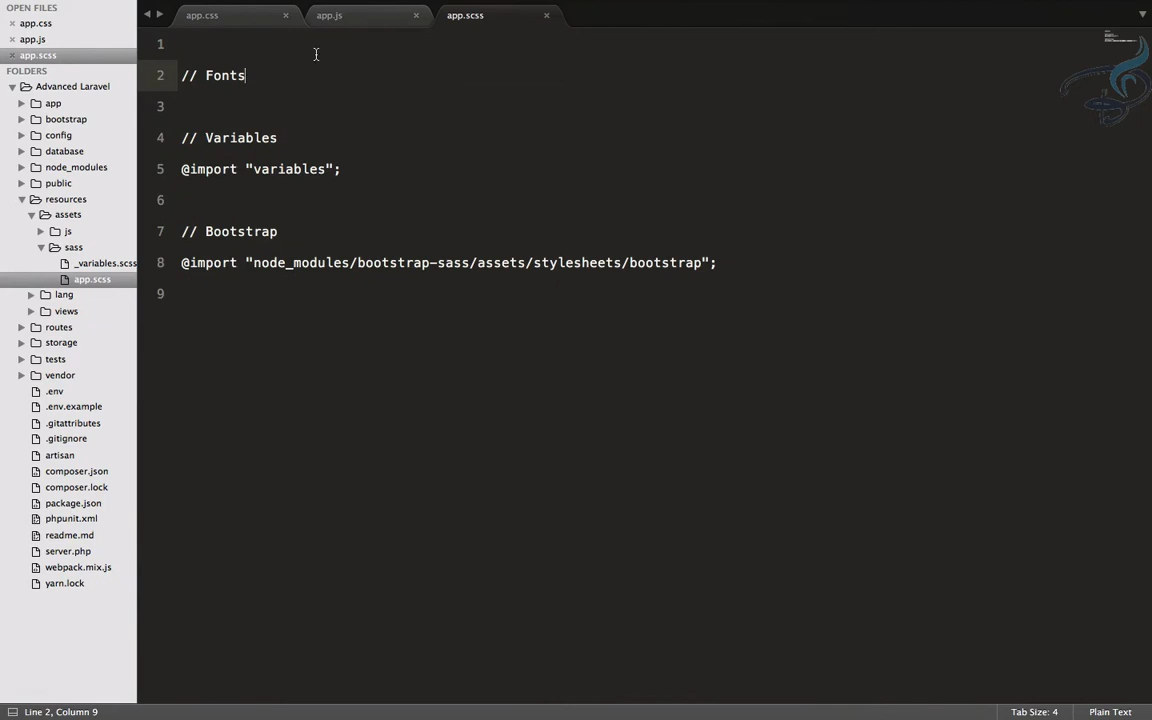 OPEN FILES
× app.css
× app.js
× app.scss
FOLDERS
Advanced Laravel
app
bootstrap
config
database
node_modules
public
resources
assets
js
sass
_variables.scss
app.scss
lang
views
routes
storage
tests
vendor
.env
.env.example
.gitattributes
.gitignore
artisan
composer.json
composer.lock
package.json
phpunit.xml
readme.md
server.php
webpack.mix.js
yarn.lock
app.css × app.js × app.scss ×
1
2 // Fonts
3
4 // Variables
5 @import "variables";
6
7 // Bootstrap
8 @import "node_modules/bootstrap-sass/assets/stylesheets/bootstrap";
9
Line 2, Column 9 Tab Size: 4 Plain Text